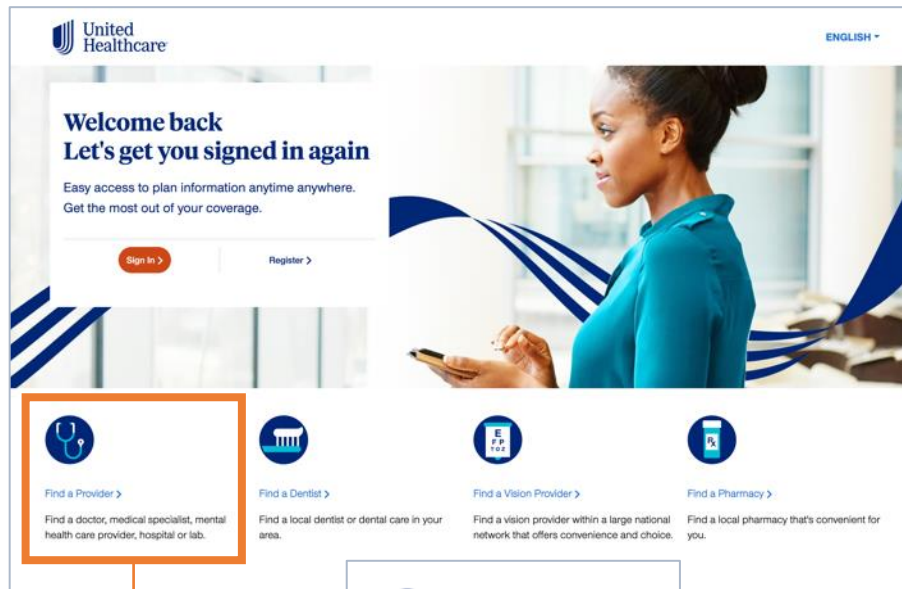 United
Healthcare
ENGLISH
Welcome back
Let's get you signed in again
Easy access to plan information anytime anywhere.
Get the most out of your coverage.
Sign In >
Register >
E
F P
T O Z
Rx
Find a Provider >
Find a Dentist >
Find a Vision Provider >
Find a Pharmacy >
Find a doctor, medical specialist, mental
health care provider, hospital or lab.
Find a local dentist or dental care in your
area.
Find a vision provider within a large national
network that offers convenience and choice.
Find a local pharmacy that's convenient for
you.